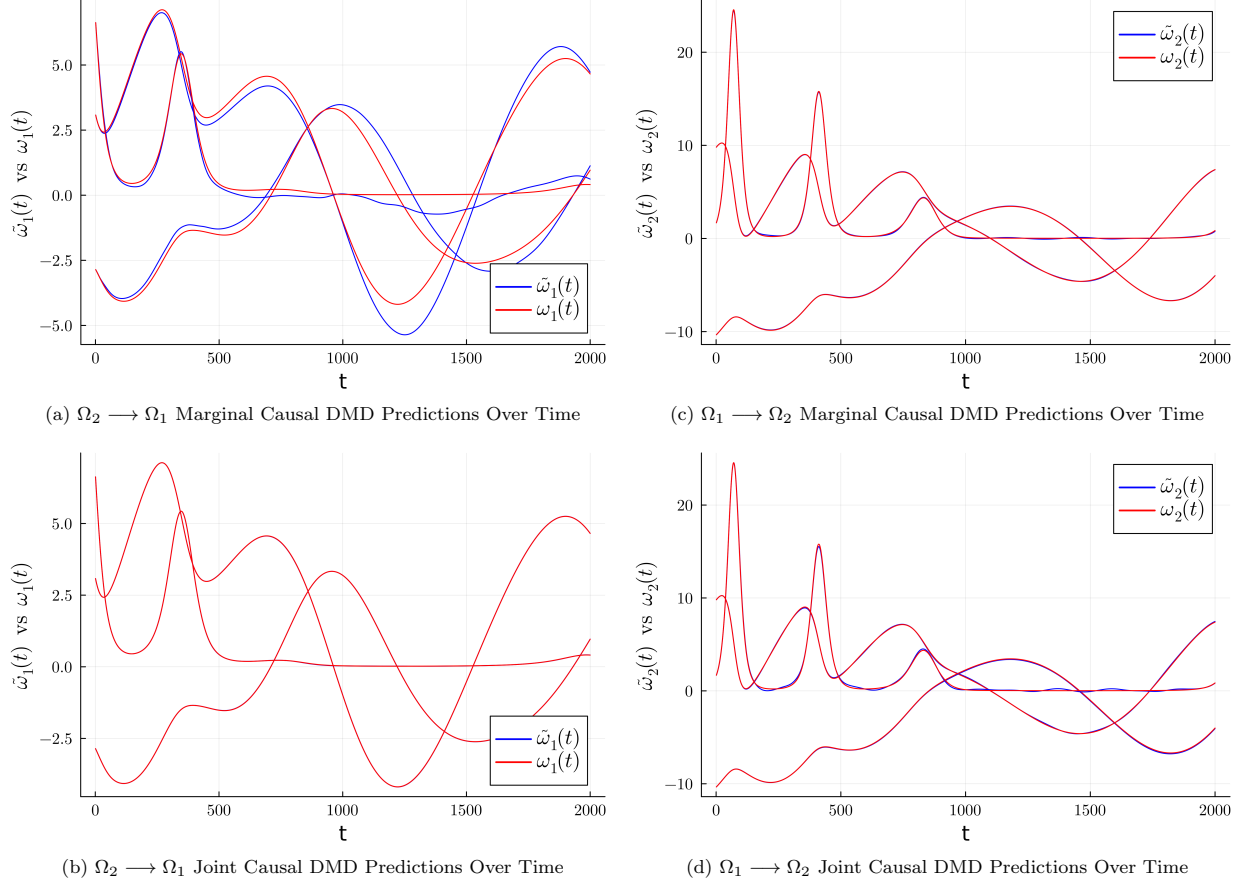 ω̃₁(t) vs ω₁(t)
5.0
2.5
0.0
−2.5
−5.0
ω̃₁(t)
ω₁(t)
0 500 1000 1500 2000
t
(a) Ω₂ ⟶ Ω₁ Marginal Causal DMD Predictions Over Time
ω̃₂(t) vs ω₂(t)
20
10
0
−10
ω̃₂(t)
ω₂(t)
0 500 1000 1500 2000
t
(c) Ω₁ ⟶ Ω₂ Marginal Causal DMD Predictions Over Time
ω̃₁(t) vs ω₁(t)
5.0
2.5
0.0
−2.5
ω̃₁(t)
ω₁(t)
0 500 1000 1500 2000
t
(b) Ω₂ ⟶ Ω₁ Joint Causal DMD Predictions Over Time
ω̃₂(t) vs ω₂(t)
20
10
0
−10
ω̃₂(t)
ω₂(t)
0 500 1000 1500 2000
t
(d) Ω₁ ⟶ Ω₂ Joint Causal DMD Predictions Over Time